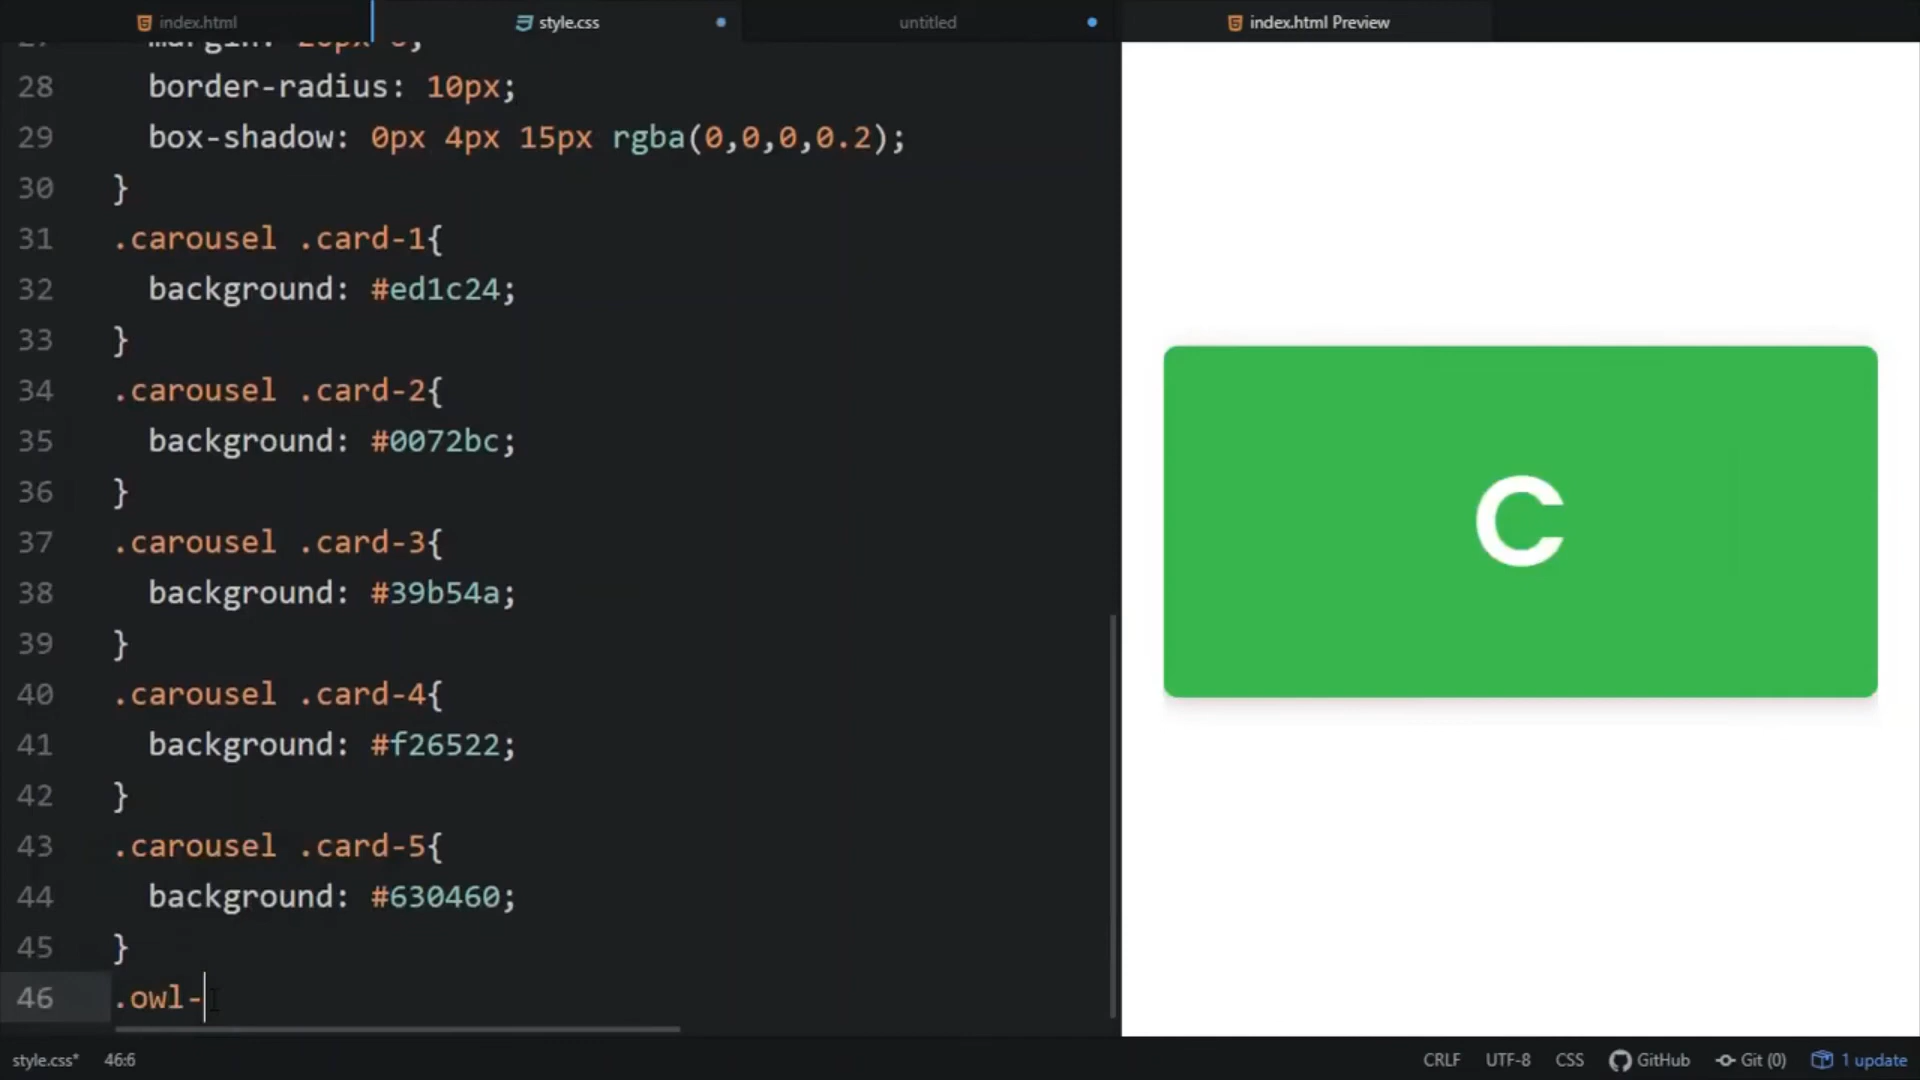 index.html
style.css
untitled
index.html Preview
28 border-radius: 10px;
29 box-shadow: 0px 4px 15px rgba(0,0,0,0.2);
30 }
31 .carousel .card-1{
32 background: #ed1c24;
33 }
34 .carousel .card-2{
35 background: #0072bc;
36 }
37 .carousel .card-3{
38 background: #39b54a;
39 }
40 .carousel .card-4{
41 background: #f26522;
42 }
43 .carousel .card-5{
44 background: #630460;
45 }
46 .owl-
C
style.css* 46:6
CRLF UTF-8 CSS GitHub Git (0) 1 update